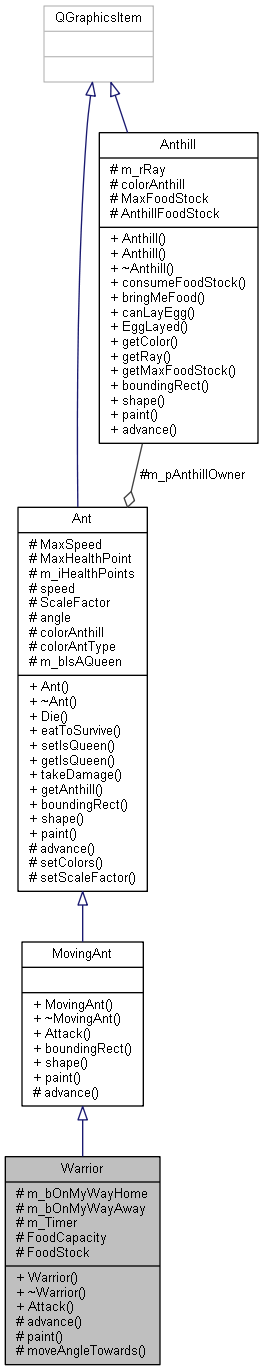 QGraphicsItem
Anthill
# m_rRay
# colorAnthill
# MaxFoodStock
# AnthillFoodStock
+ Anthill()
+ Anthill()
+ ~Anthill()
+ consumeFoodStock()
+ bringMeFood()
+ canLayEgg()
+ EggLayed()
+ getColor()
+ getRay()
+ getMaxFoodStock()
+ boundingRect()
+ shape()
+ paint()
+ advance()
#m_pAnthillOwner
Ant
# MaxSpeed
# MaxHealthPoint
# m_iHealthPoints
# speed
# ScaleFactor
# angle
# colorAnthill
# colorAntType
# m_bIsAQueen
+ Ant()
+ ~Ant()
+ Die()
+ eatToSurvive()
+ setIsQueen()
+ getIsQueen()
+ takeDamage()
+ getAnthill()
+ boundingRect()
+ shape()
+ paint()
# advance()
# setColors()
# setScaleFactor()
MovingAnt
+ MovingAnt()
+ ~MovingAnt()
+ Attack()
+ boundingRect()
+ shape()
+ paint()
# advance()
Warrior
# m_bOnMyWayHome
# m_bOnMyWayAway
# m_Timer
# FoodCapacity
# FoodStock
+ Warrior()
+ ~Warrior()
+ Attack()
# advance()
# paint()
# moveAngleTowards()